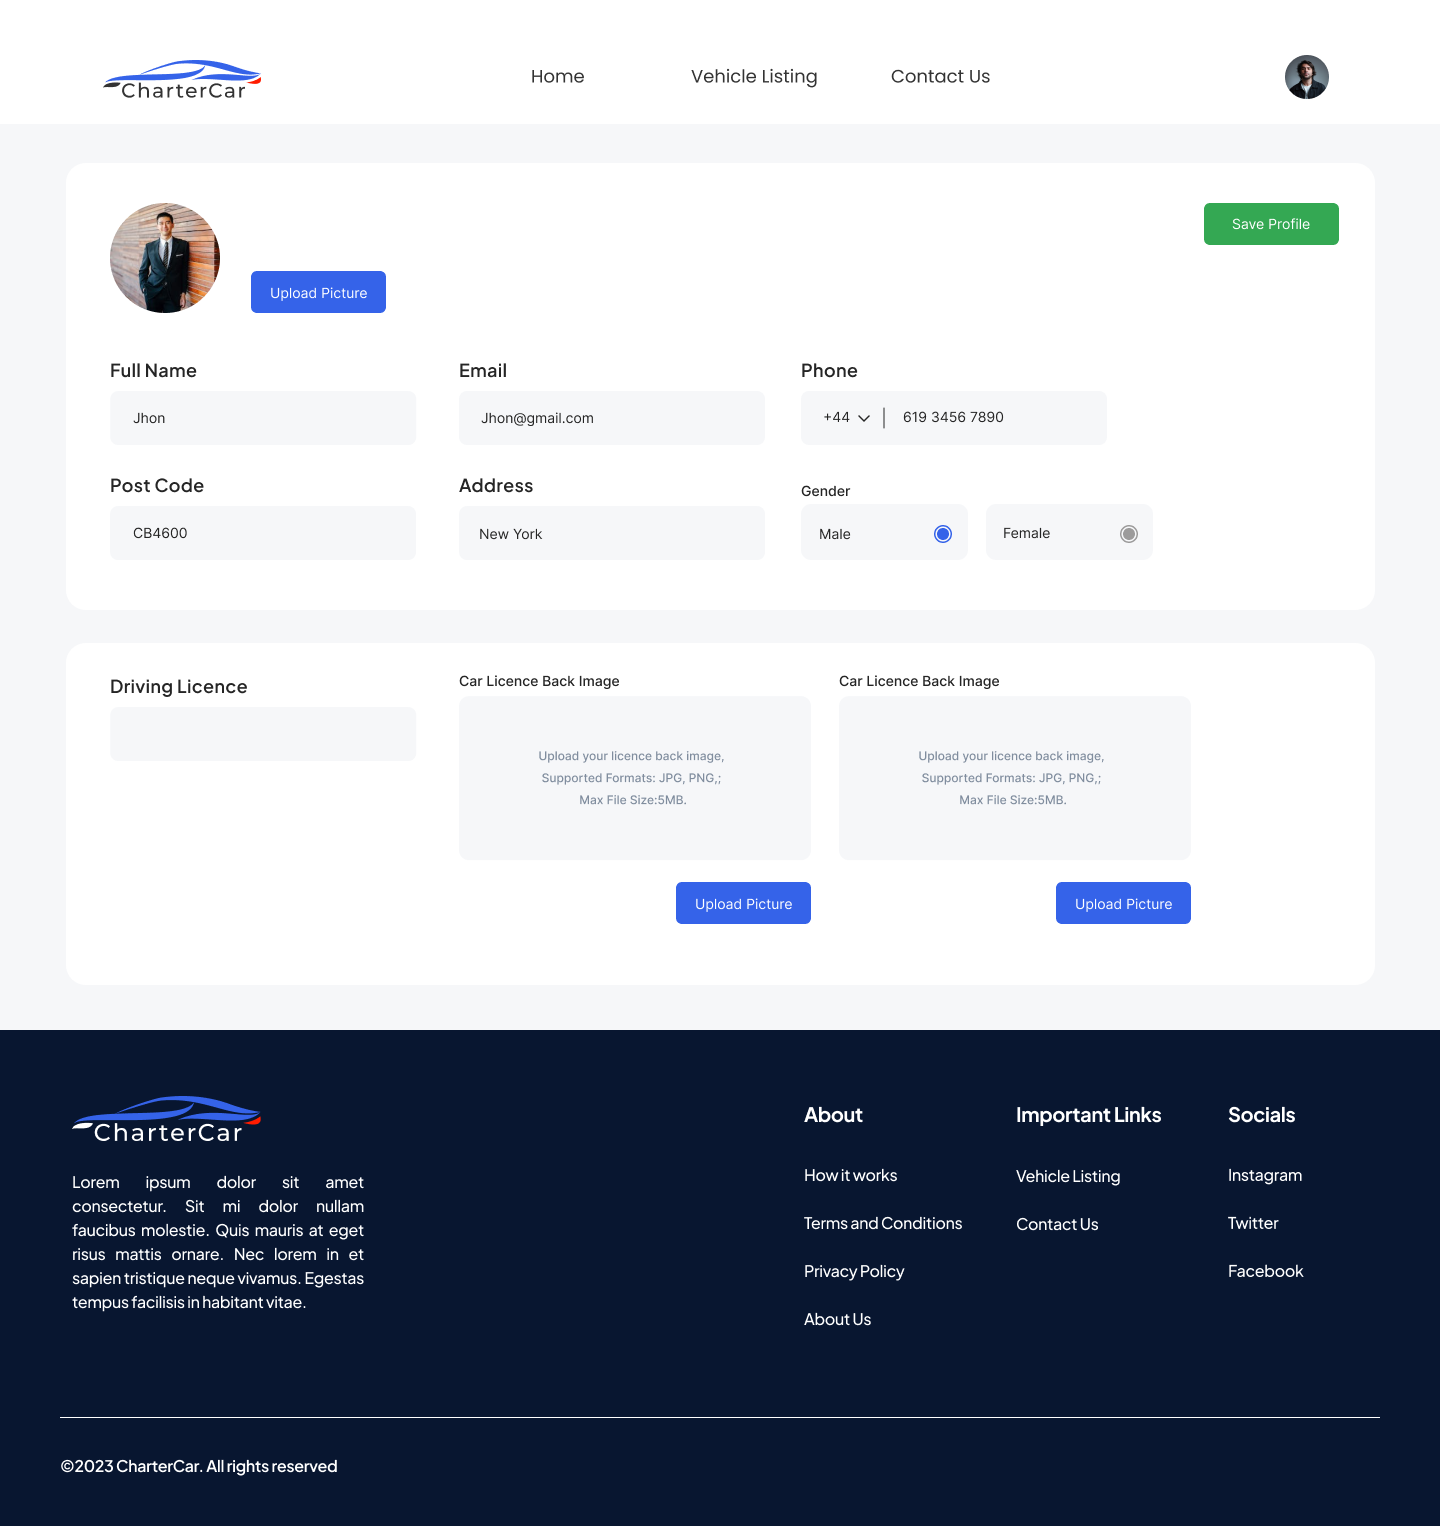 CharterCar
Home
Vehicle Listing
Contact Us
Save Profile
Upload Picture
Full Name
Email
Phone
Jhon
Jhon@gmail.com
+44
619 3456 7890
Post Code
Address
Gender
CB4600
New York
Male
Female
Driving Licence
Car Licence Back Image
Upload your licence back image,
Supported Formats: JPG, PNG,;
Max File Size:5MB.
Upload Picture
Car Licence Back Image
Upload your licence back image,
Supported Formats: JPG, PNG,;
Max File Size:5MB.
Upload Picture
CharterCar
Lorem ipsum dolor sit amet
consectetur. Sit mi dolor nullam
faucibus molestie. Quis mauris at eget
risus mattis ornare. Nec lorem in et
sapien tristique neque vivamus. Egestas
tempus facilisis in habitant vitae.
About
How it works
Terms and Conditions
Privacy Policy
About Us
Important Links
Vehicle Listing
Contact Us
Socials
Instagram
Twitter
Facebook
©2023 CharterCar. All rights reserved